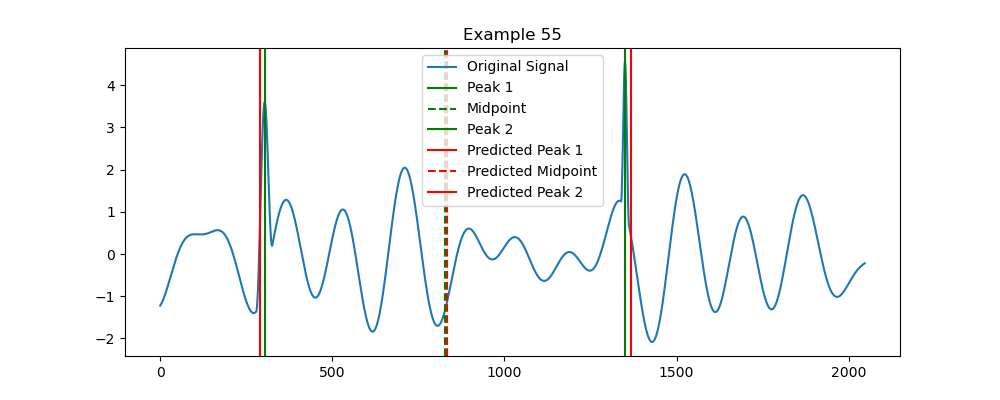 Example 55
Original Signal
Peak 1
Midpoint
Peak 2
Predicted Peak 1
Predicted Midpoint
Predicted Peak 2
4
3
2
1
0
−1
−2
0 500 1000 1500 2000